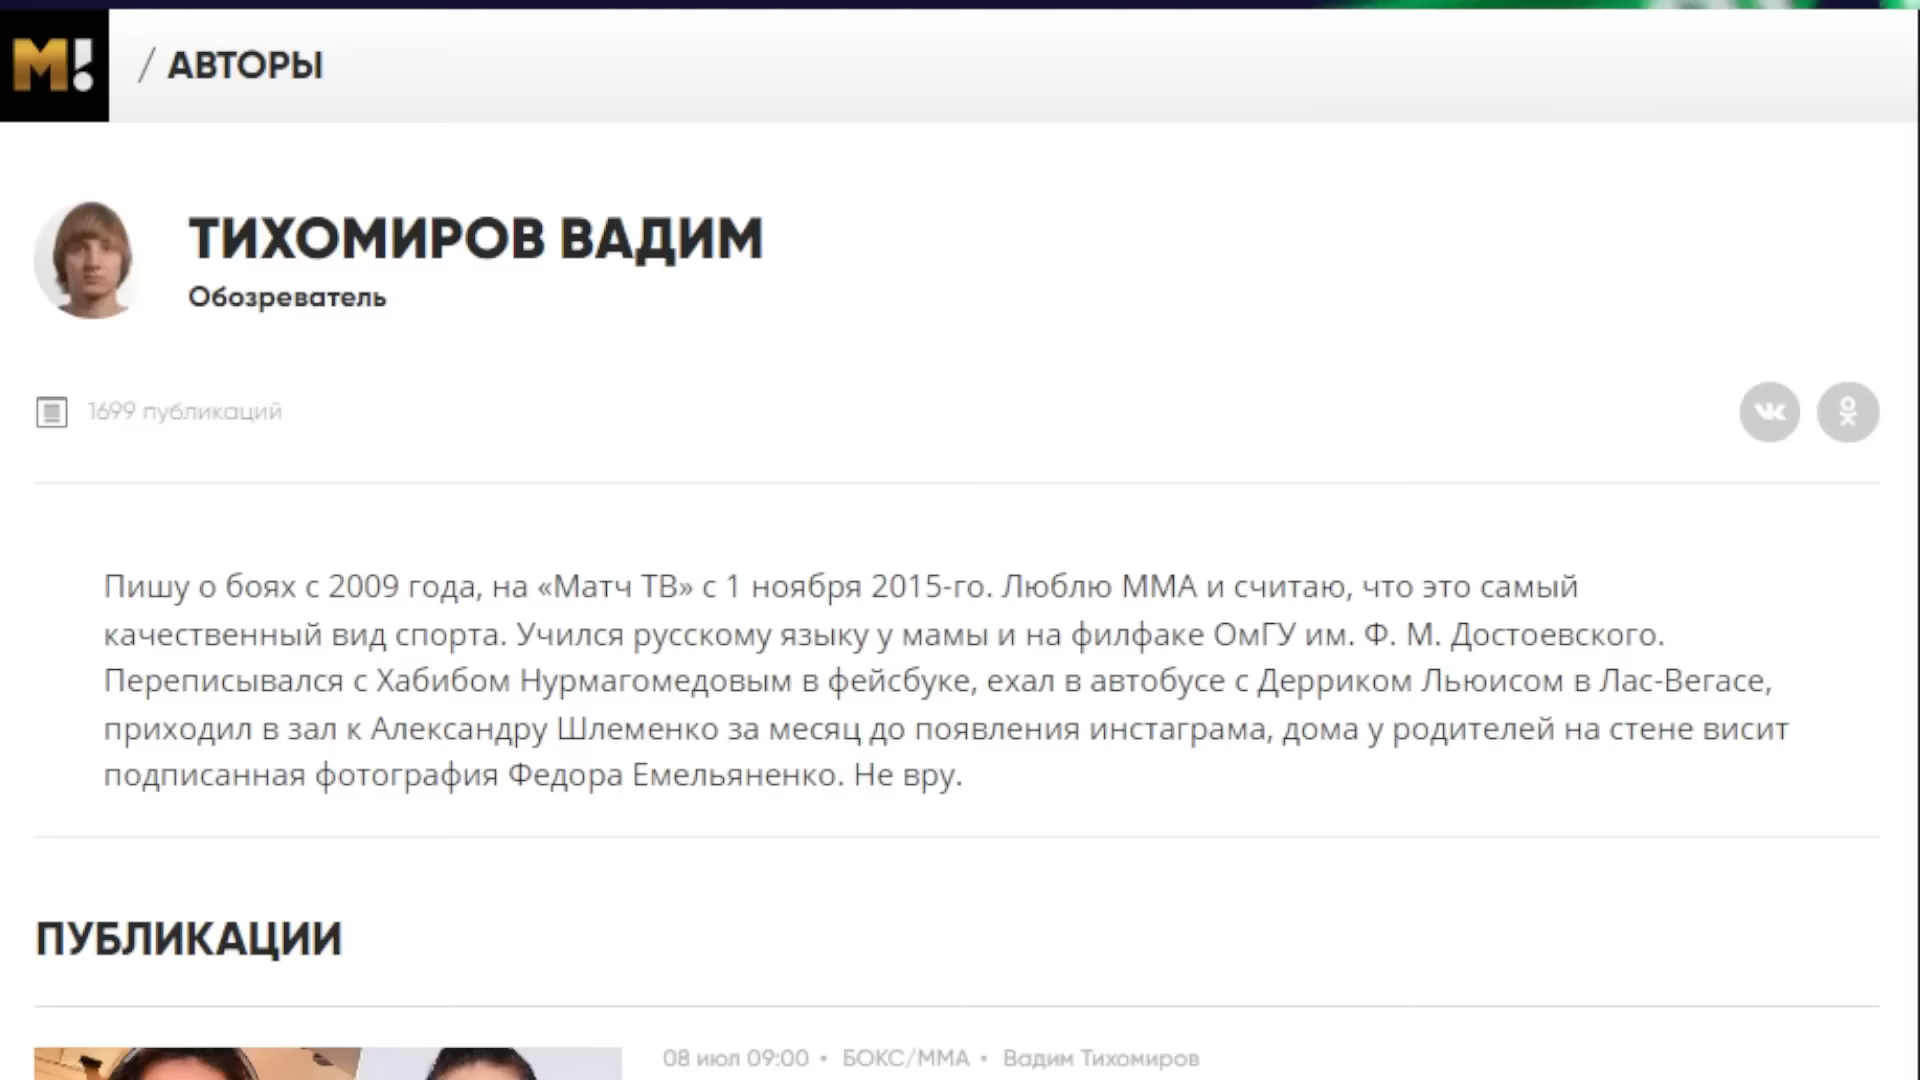 М!
/ АВТОРЫ
ТИХОМИРОВ ВАДИМ
Обозреватель
1699 публикаций
Пишу о боях с 2009 года, на «Матч ТВ» с 1 ноября 2015-го. Люблю ММА и считаю, что это самый
качественный вид спорта. Учился русскому языку у мамы и на филфаке ОмГУ им. Ф. М. Достоевского.
Переписывался с Хабибом Нурмагомедовым в фейсбуке, ехал в автобусе с Дерриком Льюисом в Лас-Вегасе,
приходил в зал к Александру Шлеменко за месяц до появления инстаграма, дома у родителей на стене висит
подписанная фотография Федора Емельяненко. Не вру.
ПУБЛИКАЦИИ
08 июл 09:00 • БОКС/ММА • Вадим Тихомиров